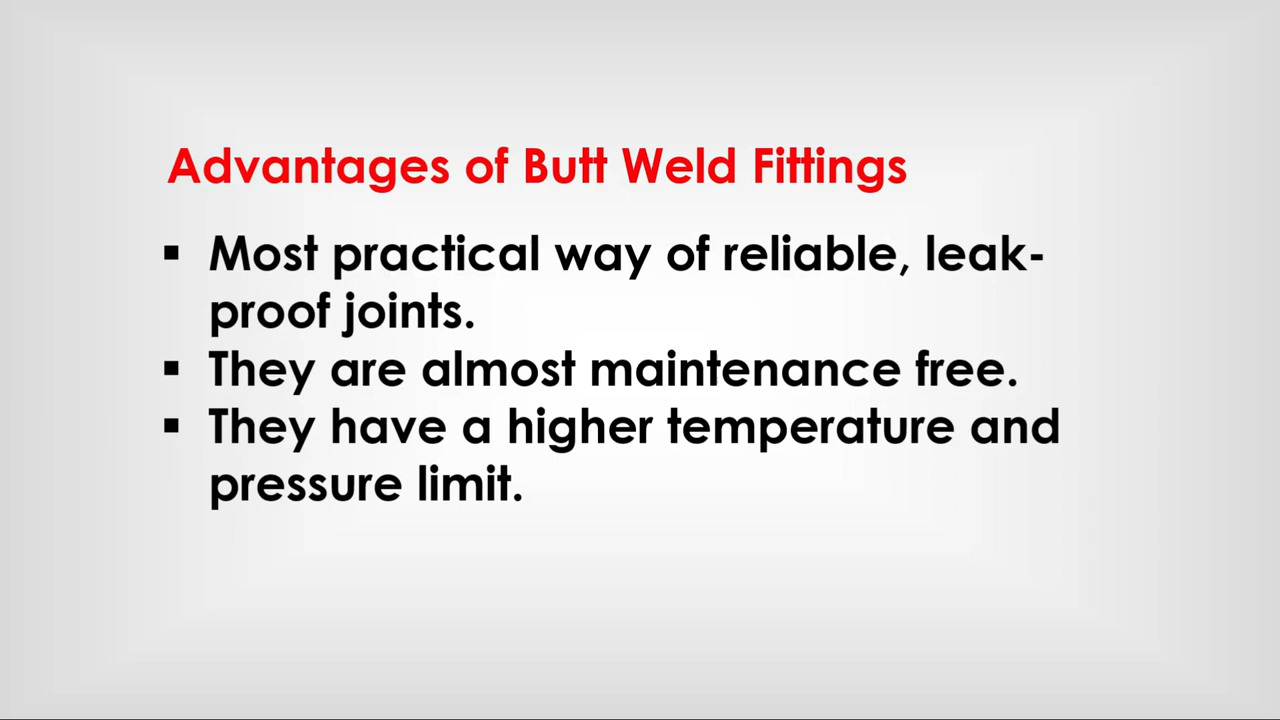 Advantages of Butt Weld Fittings
▪ Most practical way of reliable, leak-
proof joints.
▪ They are almost maintenance free.
▪ They have a higher temperature and
pressure limit.